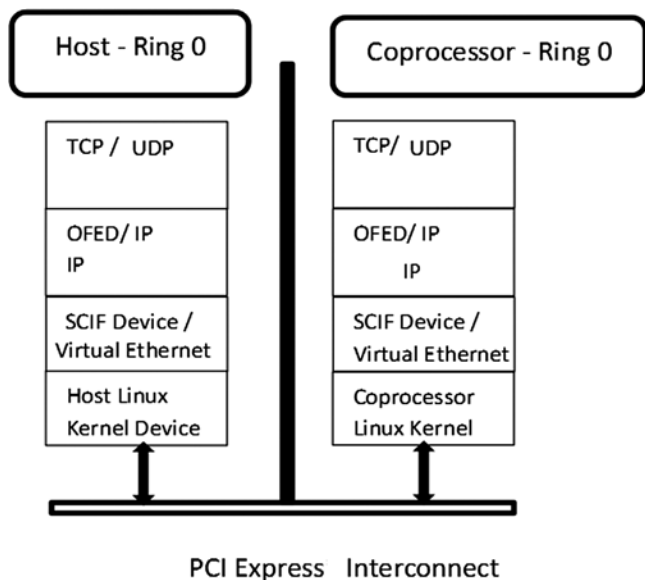 Host - Ring 0
TCP / UDP
OFED/ IP
IP
SCIF Device /
Virtual Ethernet
Host Linux
Kernel Device
Coprocessor - Ring 0
TCP/ UDP
OFED/ IP
IP
SCIF Device /
Virtual Ethernet
Coprocessor
Linux Kernel
PCI Express Interconnect